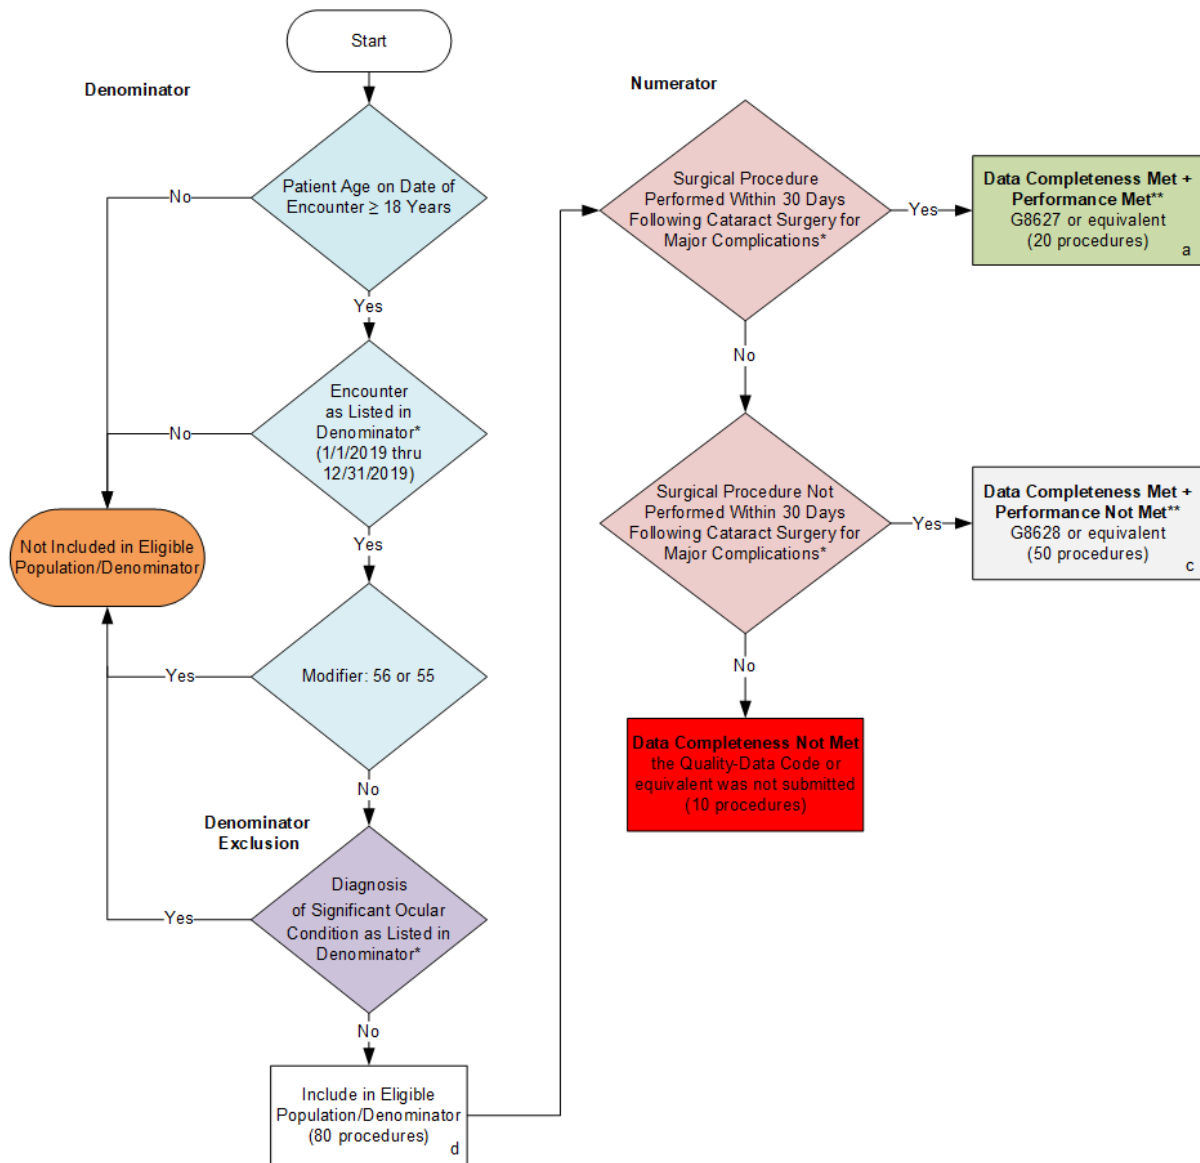 Start
Denominator
Patient Age on Date of
Encounter ≥ 18 Years
No
Yes
Encounter
as Listed in
Denominator*
(1/1/2019 thru
12/31/2019)
No
Yes
Not Included in Eligible
Population/Denominator
Modifier: 56 or 55
Yes
No
Denominator
Exclusion
Diagnosis
of Significant Ocular
Condition as Listed in
Denominator*
Yes
No
Include in Eligible
Population/Denominator
(80 procedures)
d
Numerator
Surgical Procedure
Performed Within 30 Days
Following Cataract Surgery for
Major Complications*
Yes
Data Completeness Met +
Performance Met**
G8627 or equivalent
(20 procedures)
a
No
Surgical Procedure Not
Performed Within 30 Days
Following Cataract Surgery for
Major Complications*
Yes
Data Completeness Met +
Performance Not Met**
G8628 or equivalent
(50 procedures)
c
No
Data Completeness Not Met
the Quality-Data Code or
equivalent was not submitted
(10 procedures)